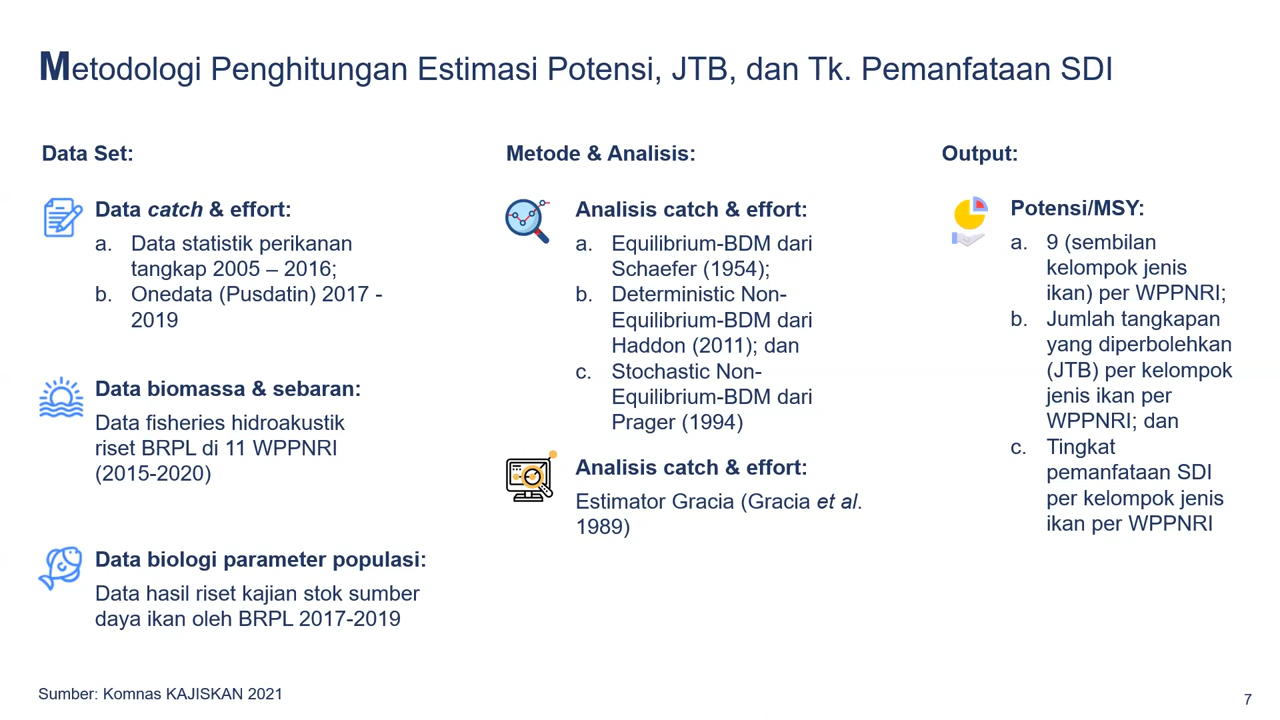 Metodologi Penghitungan Estimasi Potensi, JTB, dan Tk. Pemanfataan SDI
Data Set:
Data catch & effort:
a. Data statistik perikanan
tangkap 2005 – 2016;
b. Onedata (Pusdatin) 2017 -
2019
Data biomassa & sebaran:
Data fisheries hidroakustik
riset BRPL di 11 WPPNRI
(2015-2020)
Data biologi parameter populasi:
Data hasil riset kajian stok sumber
daya ikan oleh BRPL 2017-2019
Metode & Analisis:
Analisis catch & effort:
a. Equilibrium-BDM dari
Schaefer (1954);
b. Deterministic Non-
Equilibrium-BDM dari
Haddon (2011); dan
c. Stochastic Non-
Equilibrium-BDM dari
Prager (1994)
Analisis catch & effort:
Estimator Gracia (Gracia et al.
1989)
Output:
Potensi/MSY:
a. 9 (sembilan
kelompok jenis
ikan) per WPPNRI;
b. Jumlah tangkapan
yang diperbolehkan
(JTB) per kelompok
jenis ikan per
WPPNRI; dan
c. Tingkat
pemanfataan SDI
per kelompok jenis
ikan per WPPNRI
Sumber: Komnas KAJISKAN 2021
7